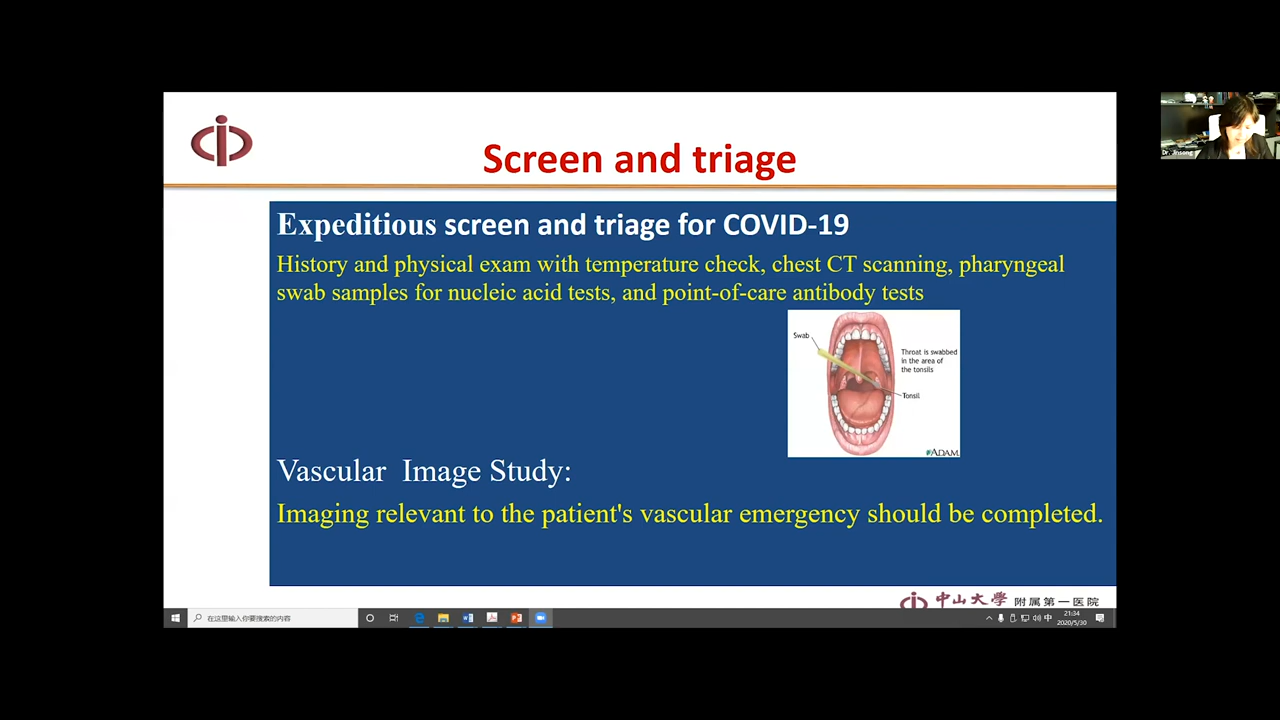 Screen and triage
Expeditious screen and triage for COVID-19
History and physical exam with temperature check, chest CT scanning, pharyngeal
swab samples for nucleic acid tests, and point-of-care antibody tests
Swab
Throat is swabbed
in the area of
the tonsils
Tonsil
ADAM.
Vascular Image Study:
Imaging relevant to the patient's vascular emergency should be completed.
中山大學 附属第一医院
在这里输入你要搜索的内容
中
21:34
2020/5/30
Dr. Jinsong